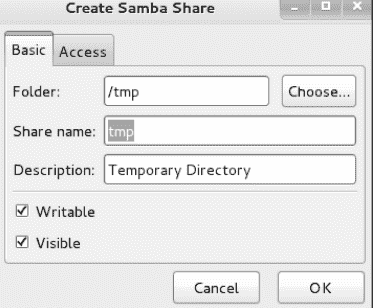 Create Samba Share
Basic Access
Folder: /tmp Choose...
Share name: tmp
Description: Temporary Directory
Writable
Visible
Cancel OK